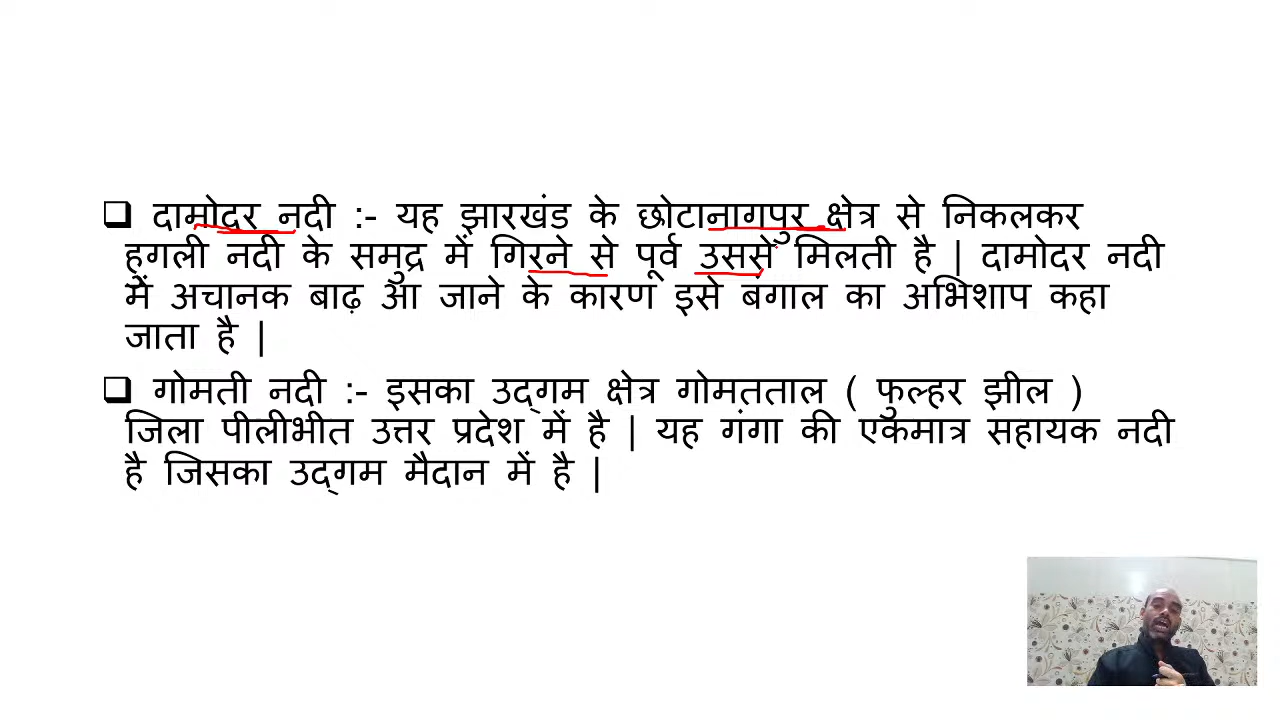 ❑ दामोदर नदी :- यह झारखंड के छोटानागपुर क्षेत्र से निकलकर
हुगली नदी के समुद्र में गिरने से पूर्व उससे मिलती है | दामोदर नदी
में अचानक बाढ़ आ जाने के कारण इसे बंगाल का अभिशाप कहा
जाता है |
❑ गोमती नदी :- इसका उद्गम क्षेत्र गोमतताल ( फुल्हर झील )
जिला पीलीभीत उत्तर प्रदेश में है | यह गंगा की एकमात्र सहायक नदी
है जिसका उद्गम मैदान में है |